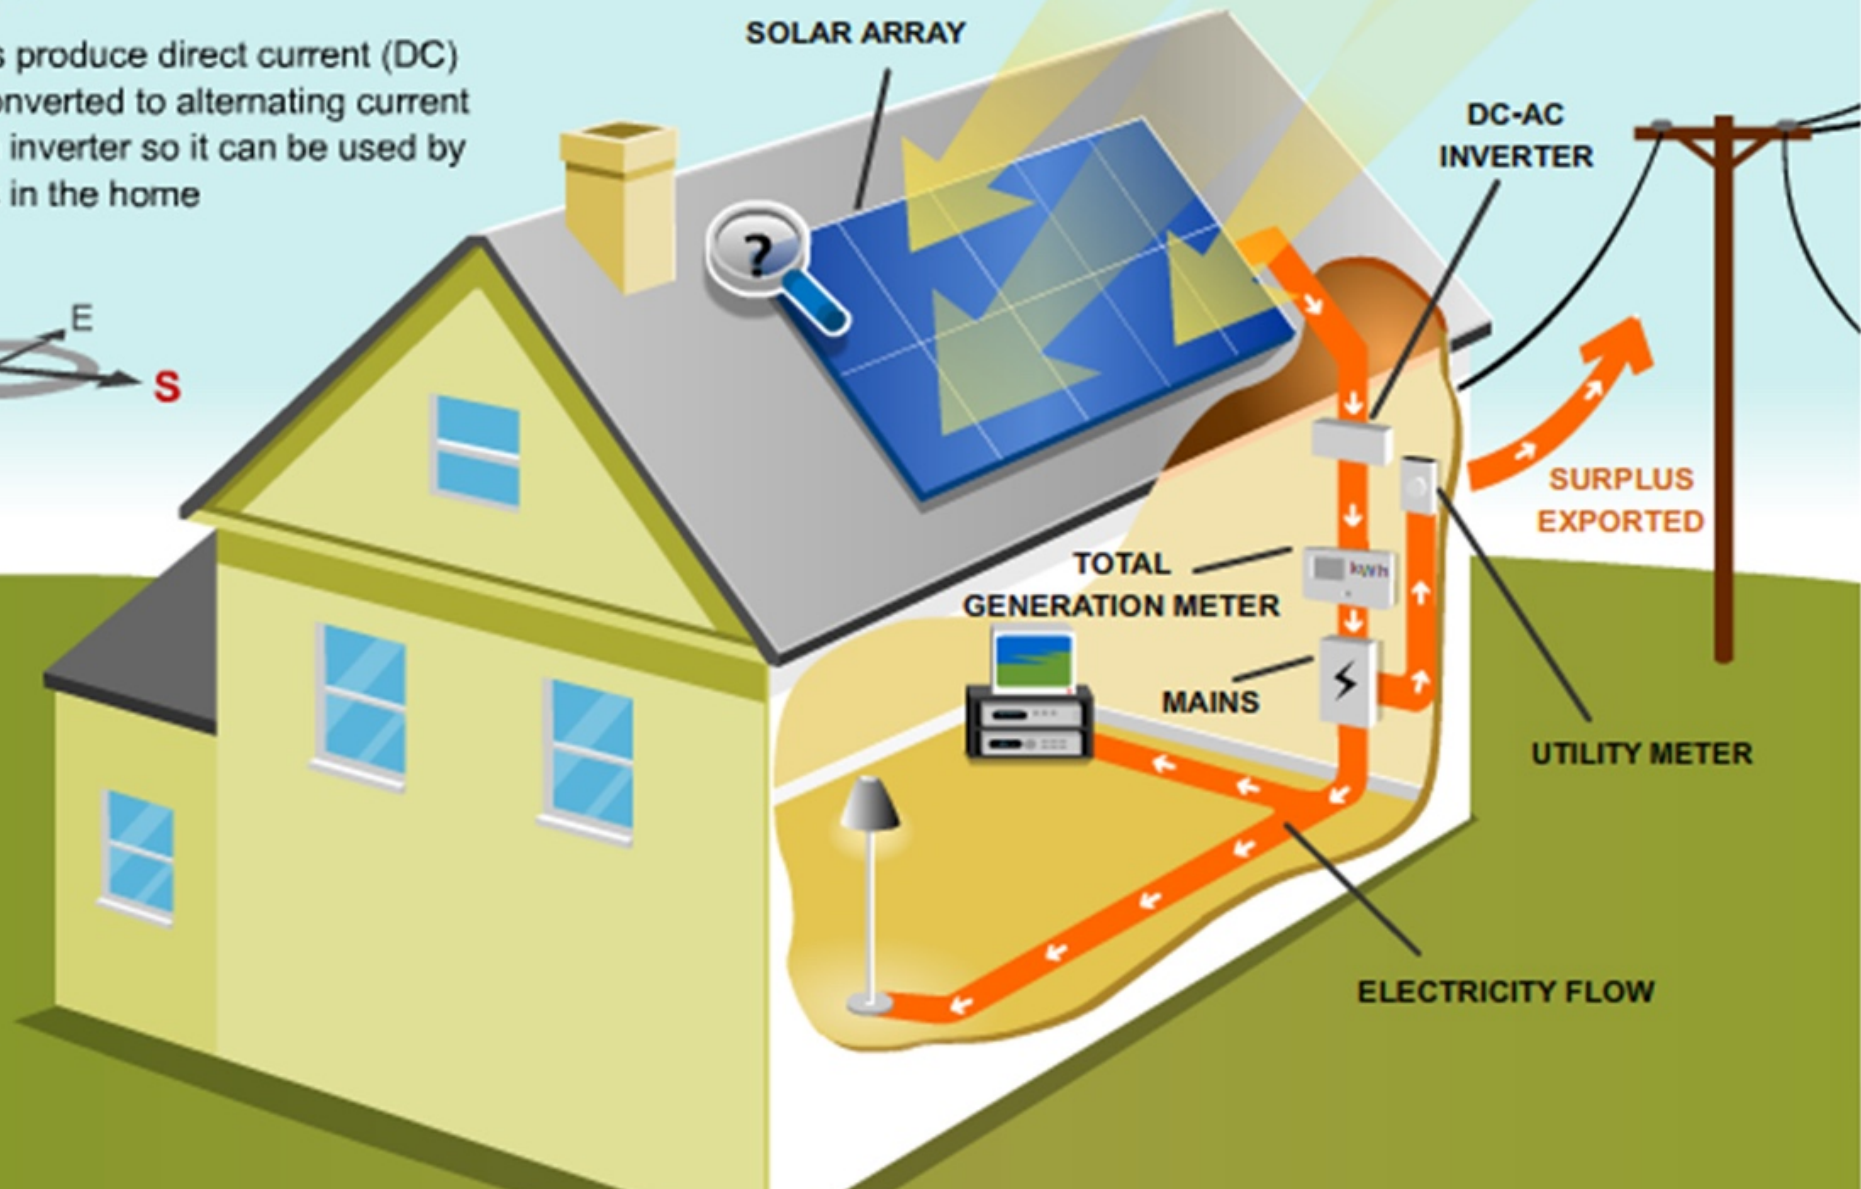 s produce direct current (DC)
onverted to alternating current
inverter so it can be used by
in the home
E
S
SOLAR ARRAY
?
DC-AC
INVERTER
SURPLUS
EXPORTED
TOTAL
GENERATION METER
kWh
MAINS
UTILITY METER
ELECTRICITY FLOW